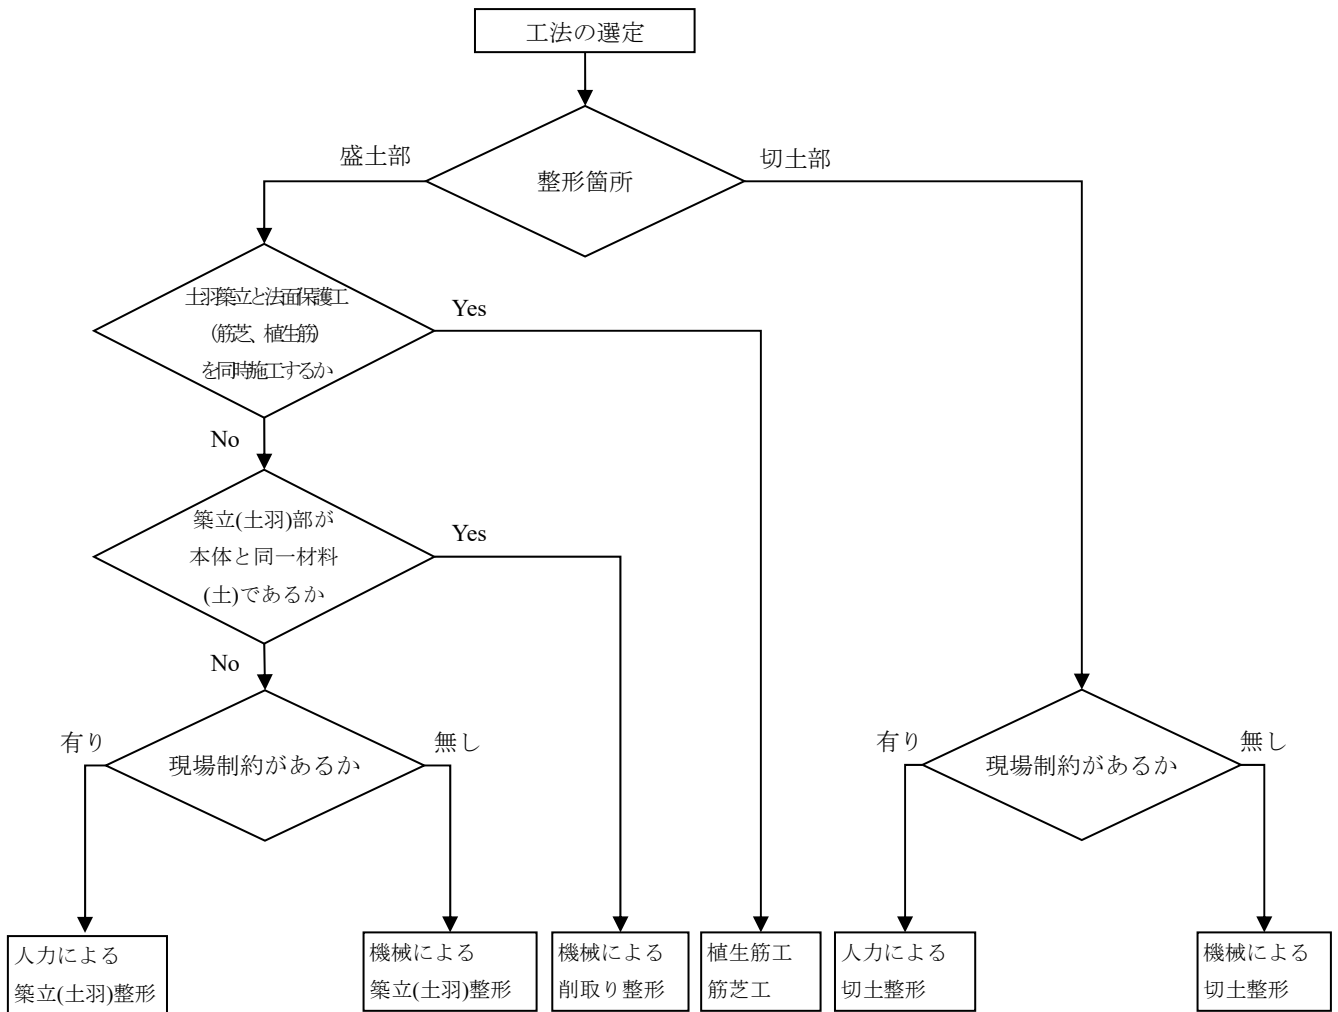 工法の選定
盛土部
切土部
整形箇所
土羽築立と法面保護工
(筋芝、植生筋)
を同時施工するか
Yes
No
築立(土羽)部が
本体と同一材料
(土)であるか
Yes
No
有り
現場制約があるか
無し
有り
現場制約があるか
無し
人力による
築立(土羽)整形
機械による
築立(土羽)整形
機械による
削取り整形
植生筋工
筋芝工
人力による
切土整形
機械による
切土整形